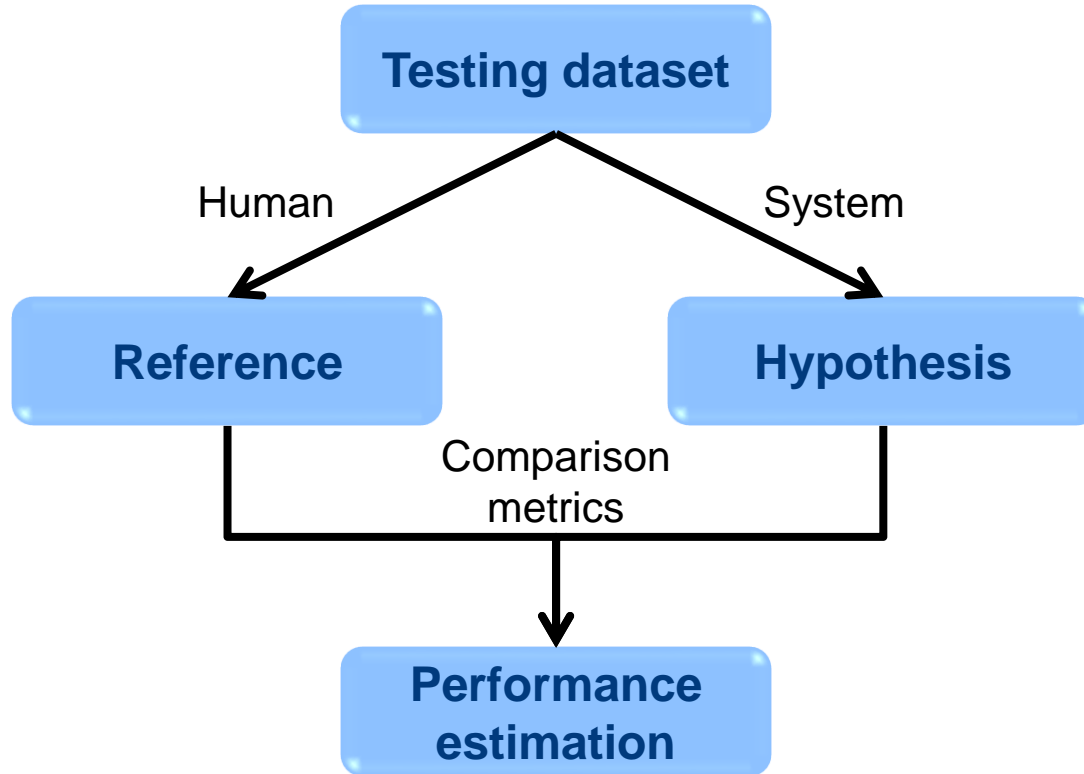 Testing dataset
Human
System
Reference
Hypothesis
Comparison
metrics
Performance
estimation